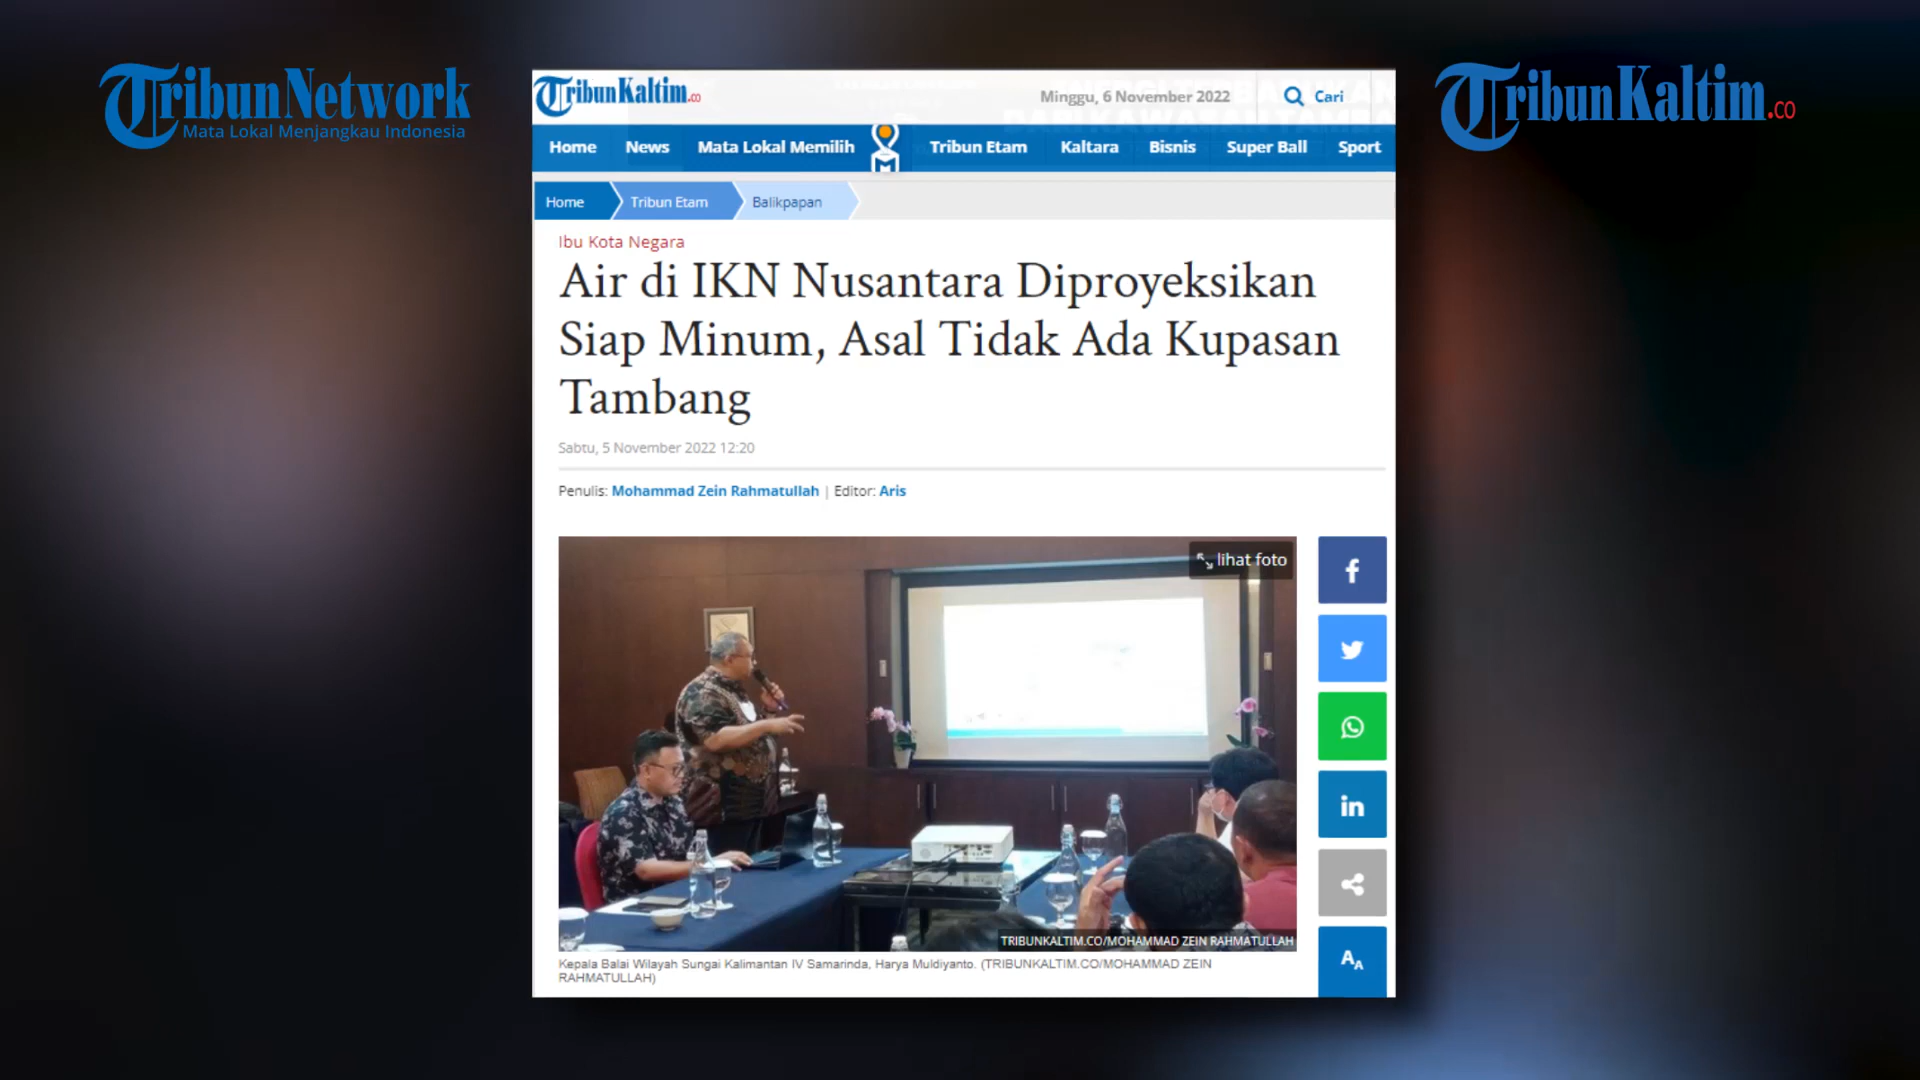 TribunNetwork
Mata Lokal Menjangkau Indonesia
TribunKaltim.co
TribunKaltim.co
Minggu, 6 November 2022
Cari
Home News Mata Lokal Memilih Tribun Etam Kaltara Bisnis Super Ball Sport
Home Tribun Etam Balikpapan
Ibu Kota Negara
Air di IKN Nusantara Diproyeksikan
Siap Minum, Asal Tidak Ada Kupasan
Tambang
Sabtu, 5 November 2022 12:20
Penulis: Mohammad Zein Rahmatullah | Editor: Aris
lihat foto
TRIBUNKALTIM.CO/MOHAMMAD ZEIN RAHMATULLAH
Kepala Balai Wilayah Sungai Kalimantan IV Samarinda, Harya Muldiyanto. (TRIBUNKALTIM.CO/MOHAMMAD ZEIN
RAHMATULLAH)